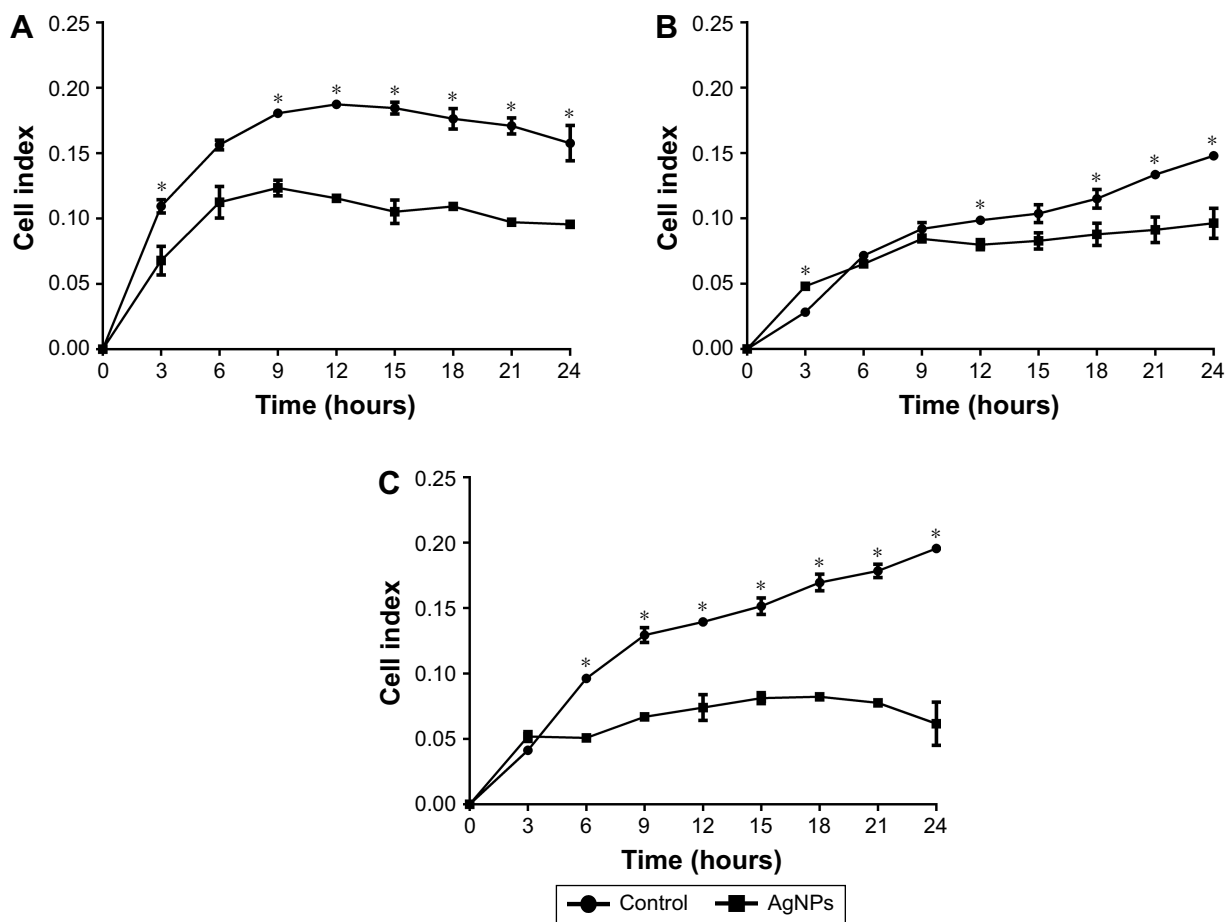 A
Cell index
0.25
0.20
0.15
0.10
0.05
0.00
* * * * * * *
0 3 6 9 12 15 18 21 24
Time (hours)
B
Cell index
0.25
0.20
0.15
0.10
0.05
0.00
* * * * *
0 3 6 9 12 15 18 21 24
Time (hours)
C
Cell index
0.25
0.20
0.15
0.10
0.05
0.00
* * * * * * *
0 3 6 9 12 15 18 21 24
Time (hours)
Control AgNPs